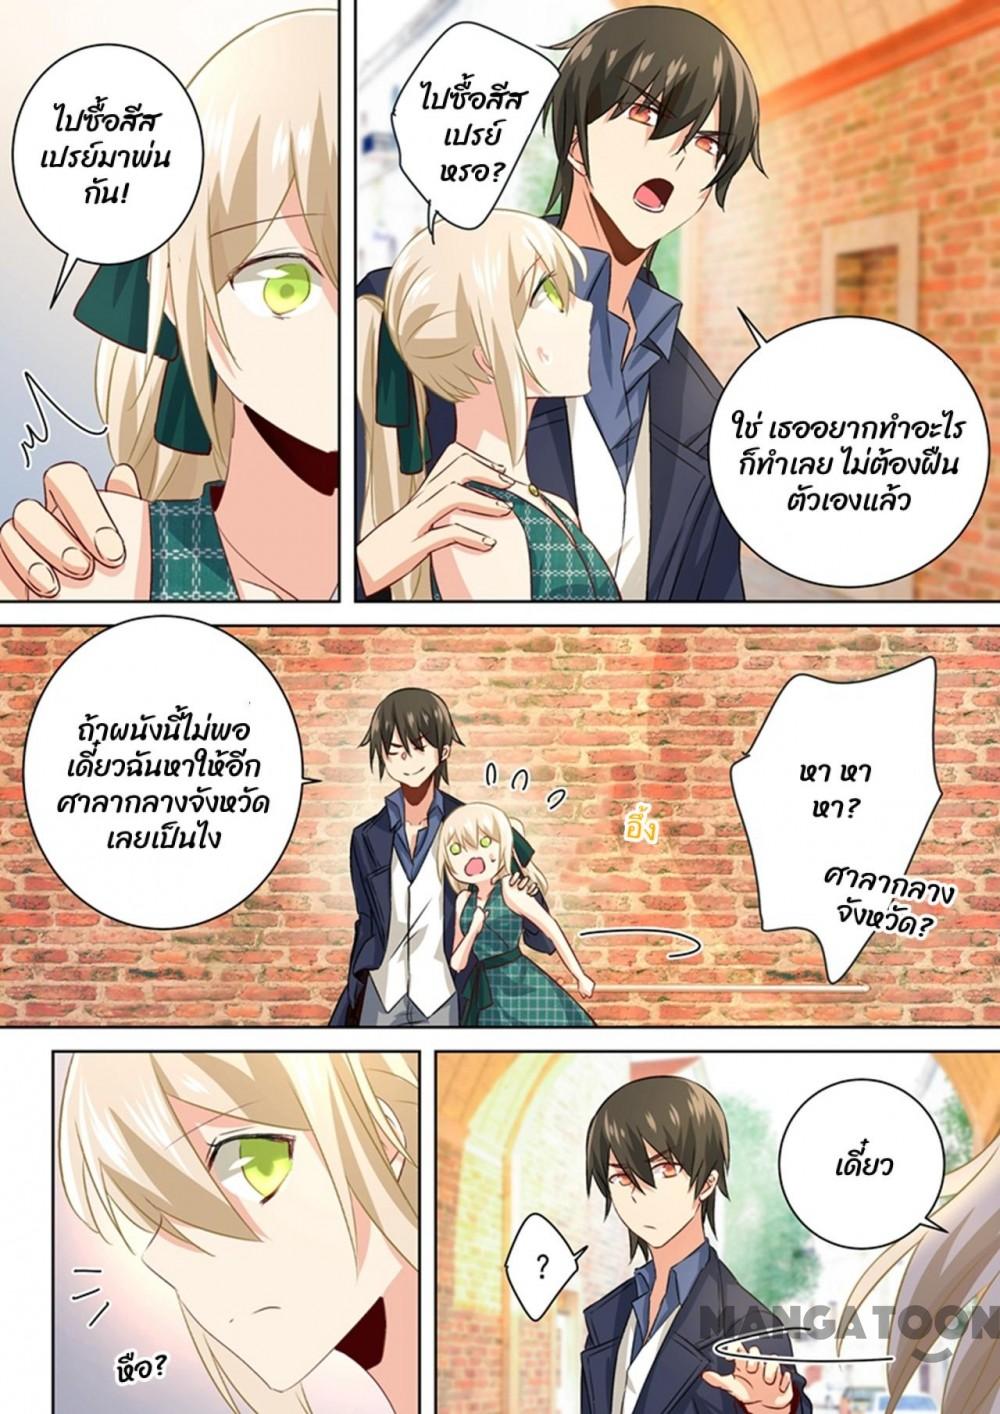 ไปซื้อสีส
เปรย์มาพ่น
กัน!
ไปซื้อสีส
เปรย์
หรอ?
ใช่ เธออยากทำอะไร
ก็ทำเลย ไม่ต้องฝืน
ตัวเองแล้ว
ถ้าผนังนี้ไม่พอ
เดี๋ยวฉันหาให้อีก
ศาลากลางจังหวัด
เลยเป็นไง
อึ้ง
หา หา
หา?
ศาลากลาง
จังหวัด?
หือ?
?
เดี๋ยว
MANGATOON